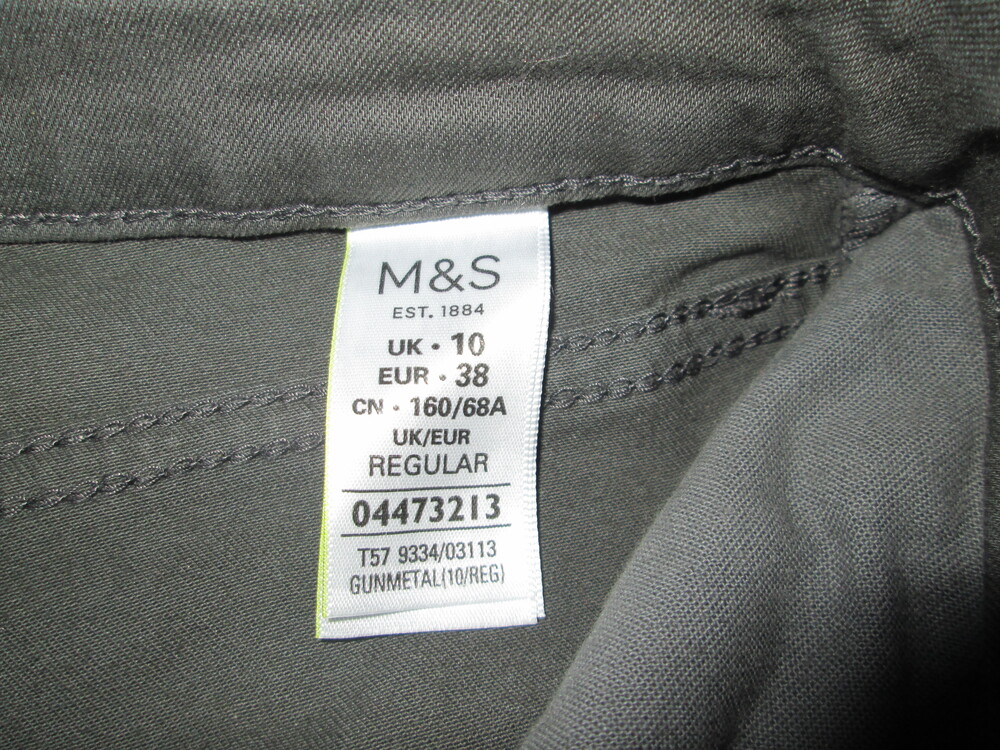 M&S
EST. 1884
UK • 10
EUR • 38
CN • 160/68A
UK/EUR
REGULAR
04473213
T57 9334/03113
GUNMETAL(10/REG)